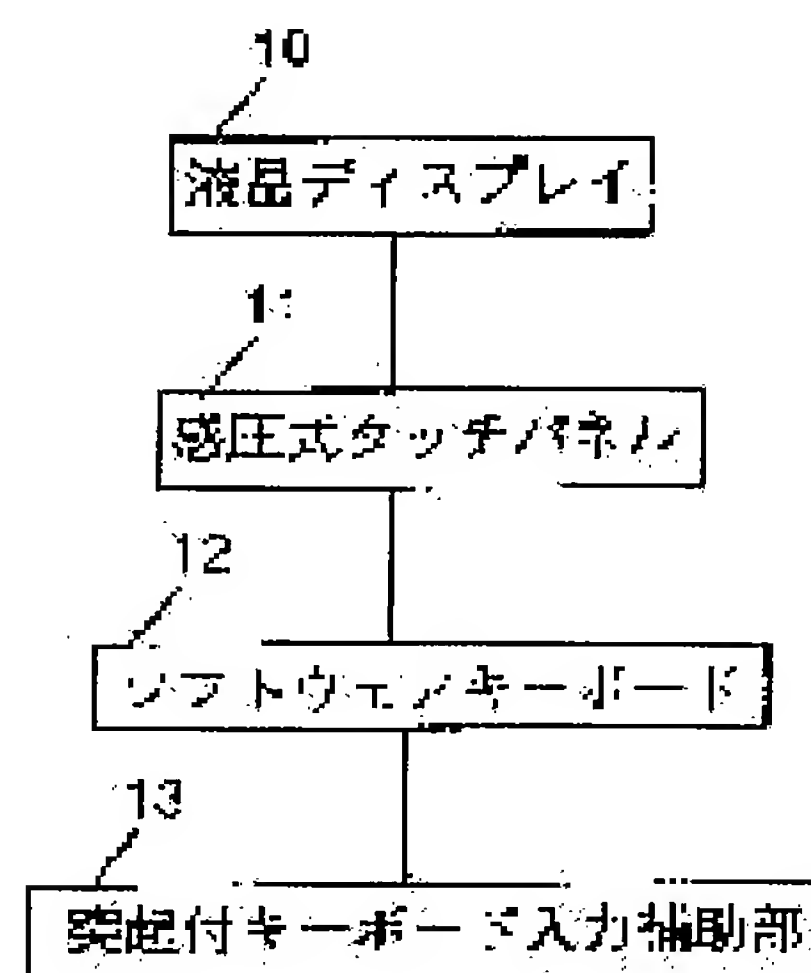 10
液晶ディスプレイ
11
感圧式タッチパネル
12
ソフトウェアキーボード
13
突起付キーボード入力補助部